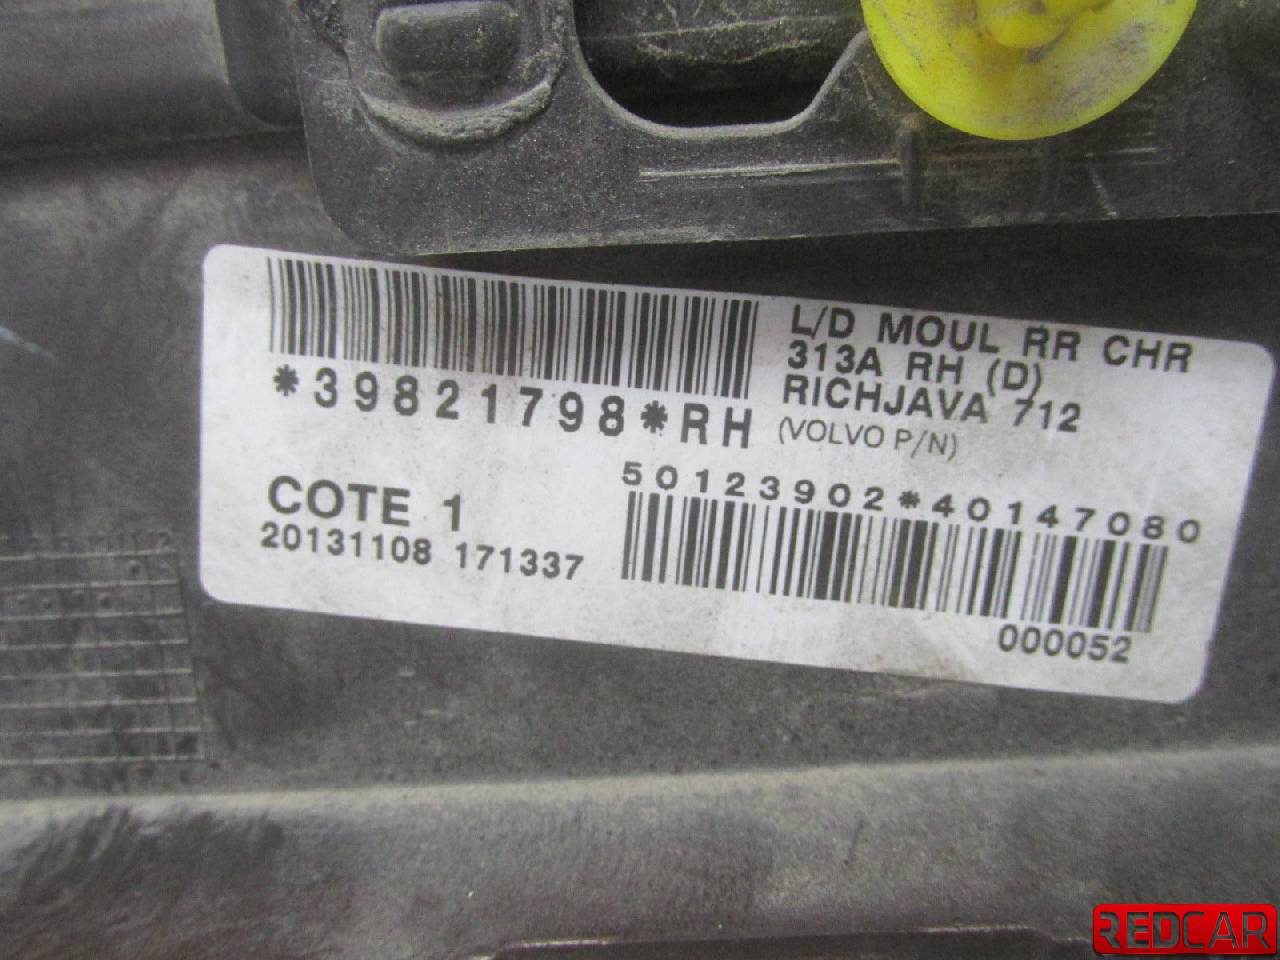 L/D MOUL RR CHR
313A RH (D)
RICHJAVA 712
*39821798*RH
(VOLVO P/N)
50123902*40147080
COTE 1
20131108 171337
000052
REDCAR